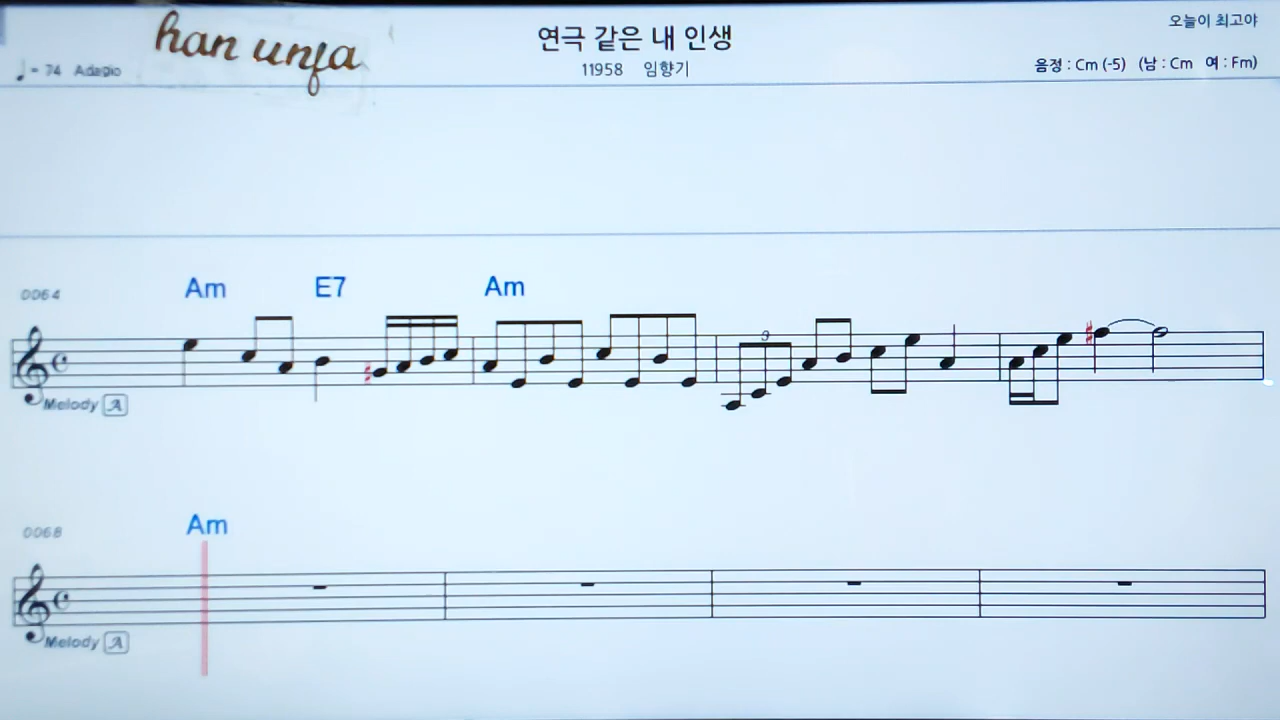 han unja
연극 같은 내 인생
오늘이 최고야
♩= 74 Adagio
11958 임향기
음정 : Cm (-5) (남 : Cm 여 : Fm)
0064
Am E7 Am
3
Melody A
0068
Am
Melody A